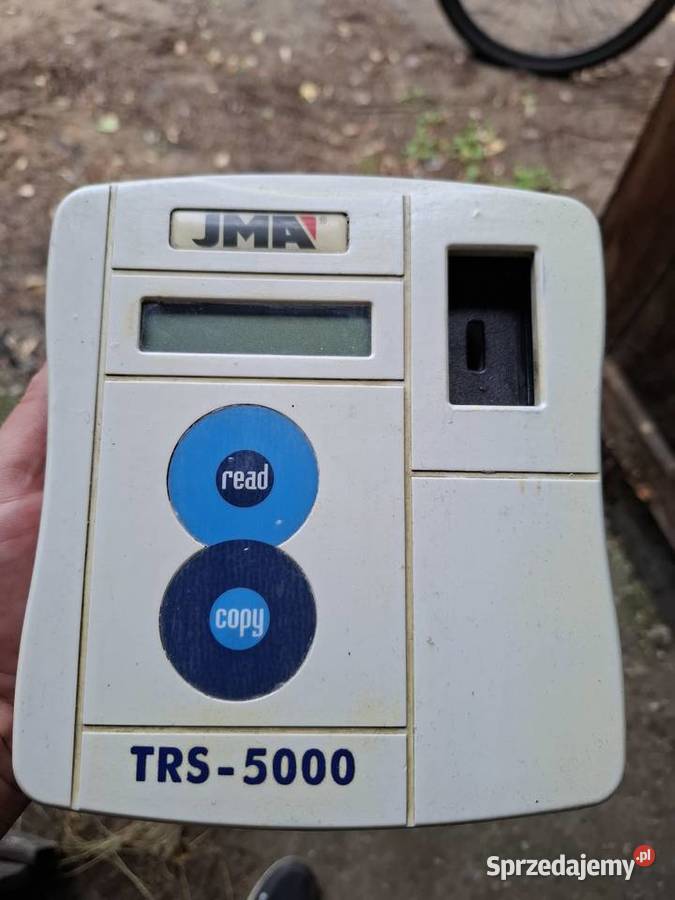 JMA®
read
copy
TRS-5000
Sprzedajemy.pl